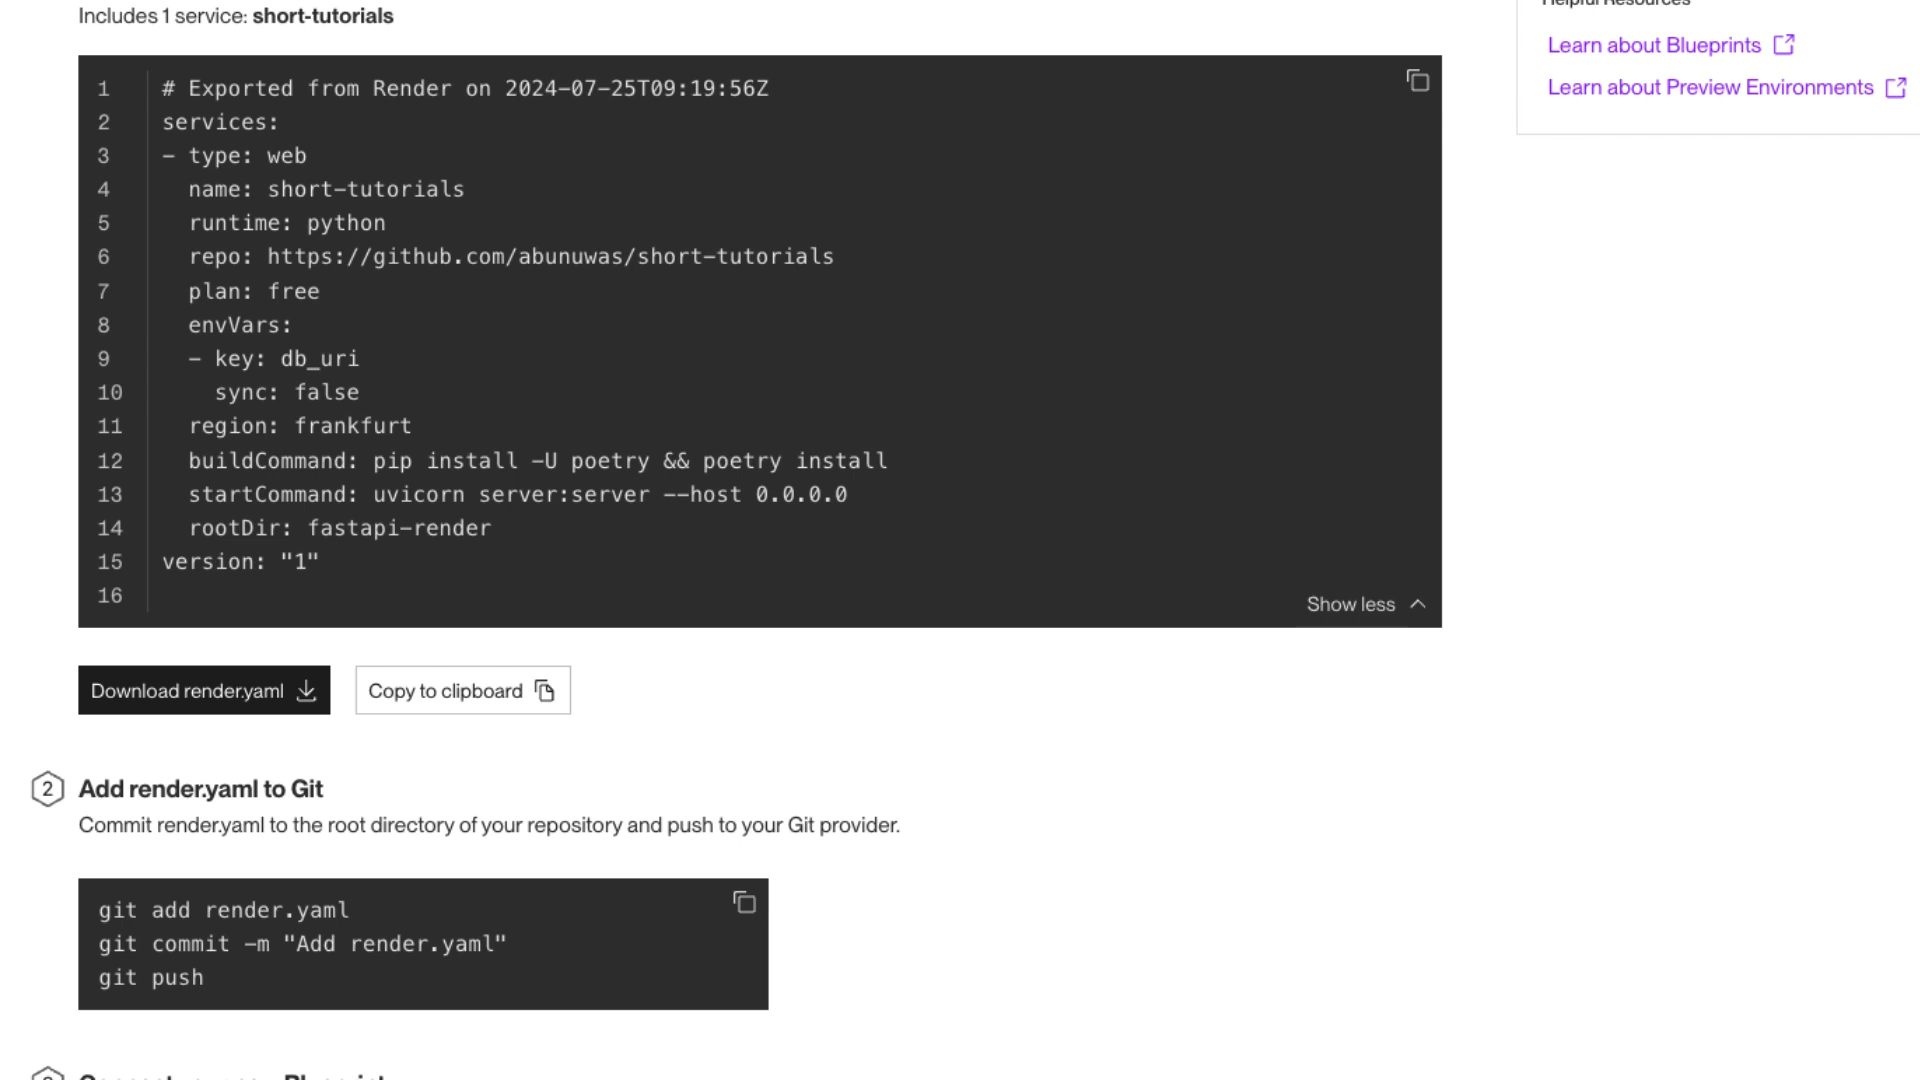 Includes 1 service: short-tutorials
Helpful Resources
Learn about Blueprints
Learn about Preview Environments
1 # Exported from Render on 2024-07-25T09:19:56Z
2 services:
3 - type: web
4 name: short-tutorials
5 runtime: python
6 repo: https://github.com/abunuwas/short-tutorials
7 plan: free
8 envVars:
9 - key: db_uri
10 sync: false
11 region: frankfurt
12 buildCommand: pip install -U poetry && poetry install
13 startCommand: uvicorn server:server --host 0.0.0.0
14 rootDir: fastapi-render
15 version: "1"
16
Show less
Download render.yaml
Copy to clipboard
2 Add render.yaml to Git
Commit render.yaml to the root directory of your repository and push to your Git provider.
git add render.yaml
git commit -m "Add render.yaml"
git push